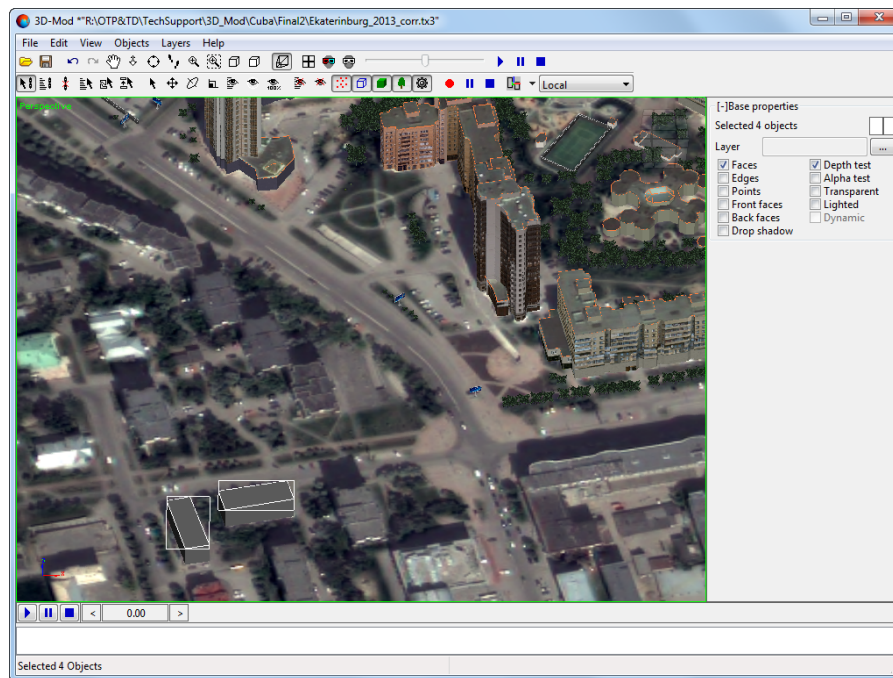 3D-Mod *"R:\OTP&TD\TechSupport\3D_Mod\Cuba\Final2\Ekaterinburg_2013_corr.tx3"
File Edit View Objects Layers Help
100%
Local
Perspective
[-]Base properties
Selected 4 objects
Layer
...
Faces Depth test
Edges Alpha test
Points Transparent
Front faces Lighted
Back faces Dynamic
Drop shadow
< 0.00 >
Selected 4 Objects